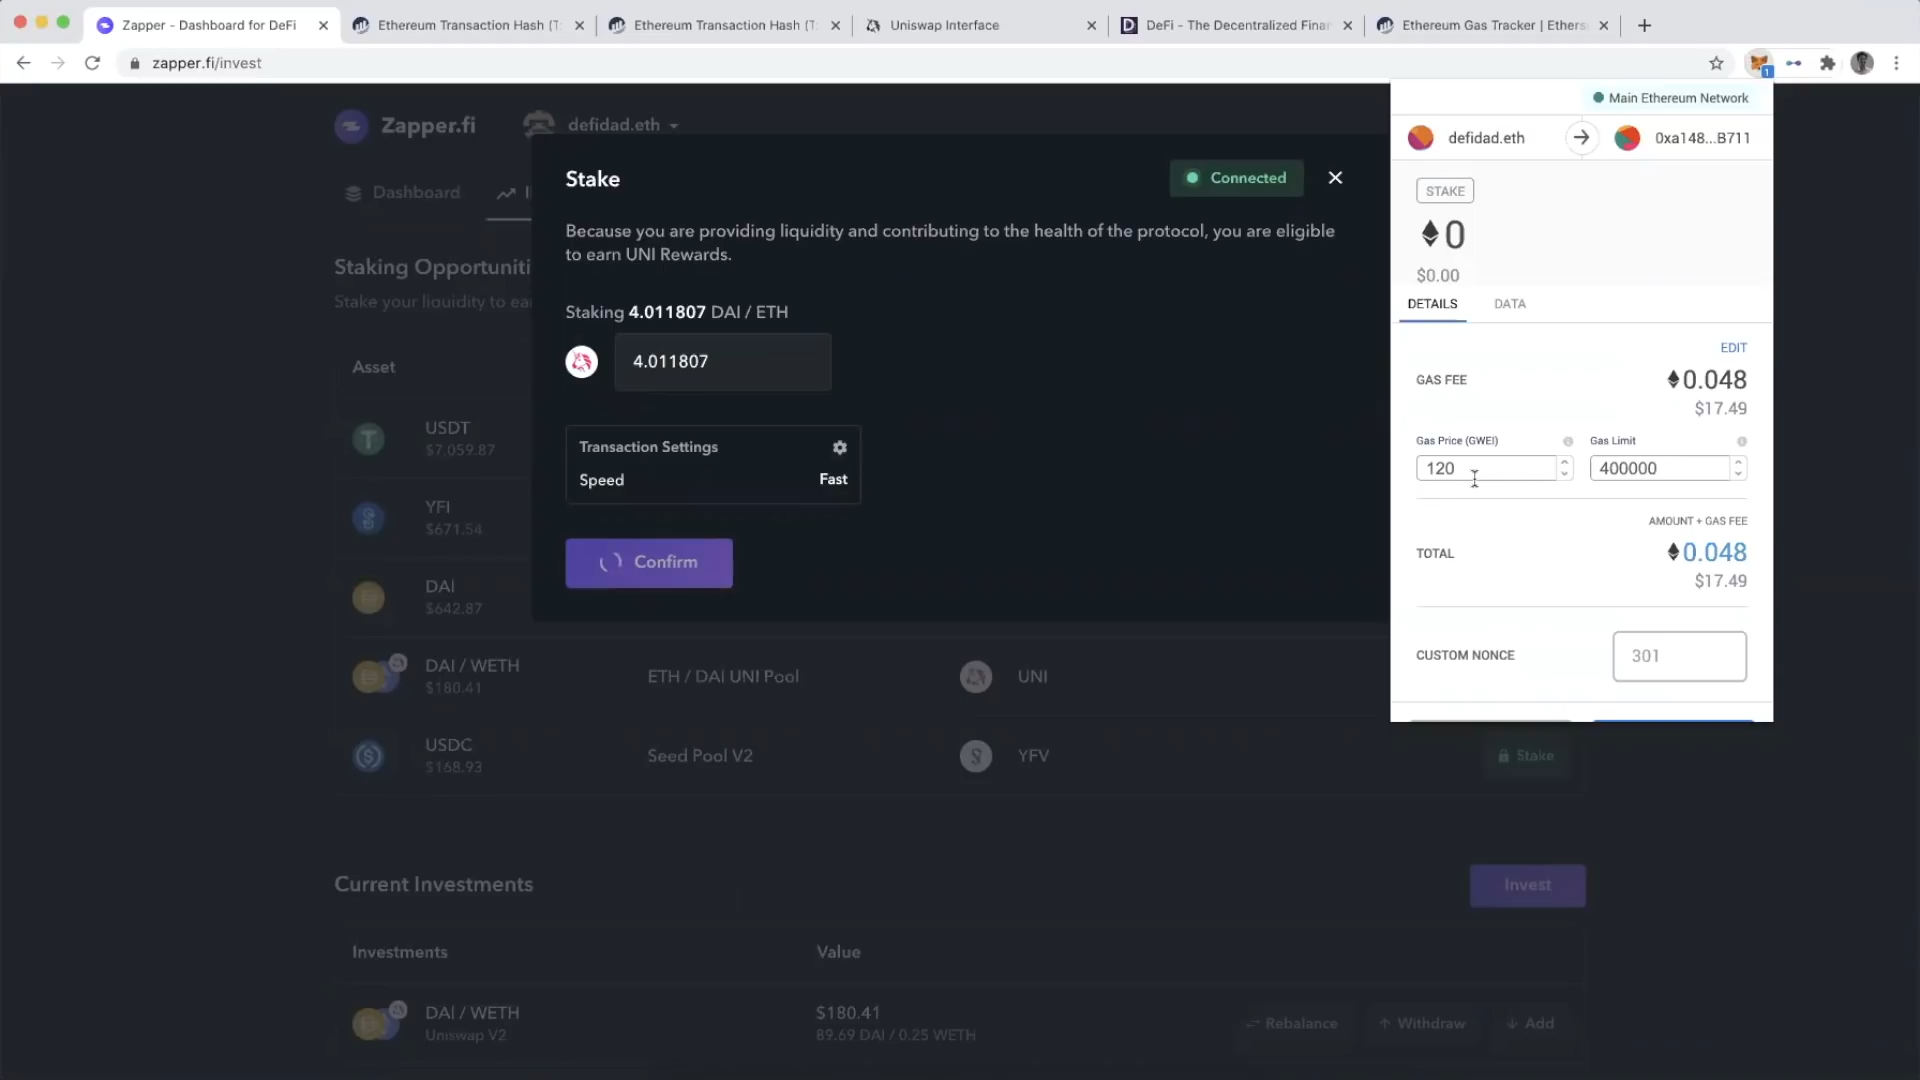 Zapper - Dashboard for DeFi
Ethereum Transaction Hash (T
Ethereum Transaction Hash (T
Uniswap Interface
DeFi - The Decentralized Finan
Ethereum Gas Tracker | Ethers
zapper.fi/invest
1
Zapper.fi
defidad.eth
Dashboard
Staking Opportuniti
Stake your liquidity to ea
Asset
USDT
$7,059.87
YFI
$671.54
DAI
$642.87
DAI / WETH
$180.41
ETH / DAI UNI Pool
UNI
USDC
$168.93
Seed Pool V2
YFV
Stake
Current Investments
Invest
Investments
Value
DAI / WETH
Uniswap V2
$180.41
89.69 DAI / 0.25 WETH
Rebalance
Withdraw
Add
Stake
Connected
Because you are providing liquidity and contributing to the health of the protocol, you are eligible
to earn UNI Rewards.
Staking 4.011807 DAI / ETH
4.011807
Transaction Settings
Speed
Fast
Confirm
Main Ethereum Network
defidad.eth
0xa148...B711
STAKE
0
$0.00
DETAILS
DATA
EDIT
GAS FEE
0.048
$17.49
Gas Price (GWEI)
Gas Limit
120
400000
AMOUNT + GAS FEE
TOTAL
0.048
$17.49
CUSTOM NONCE
301